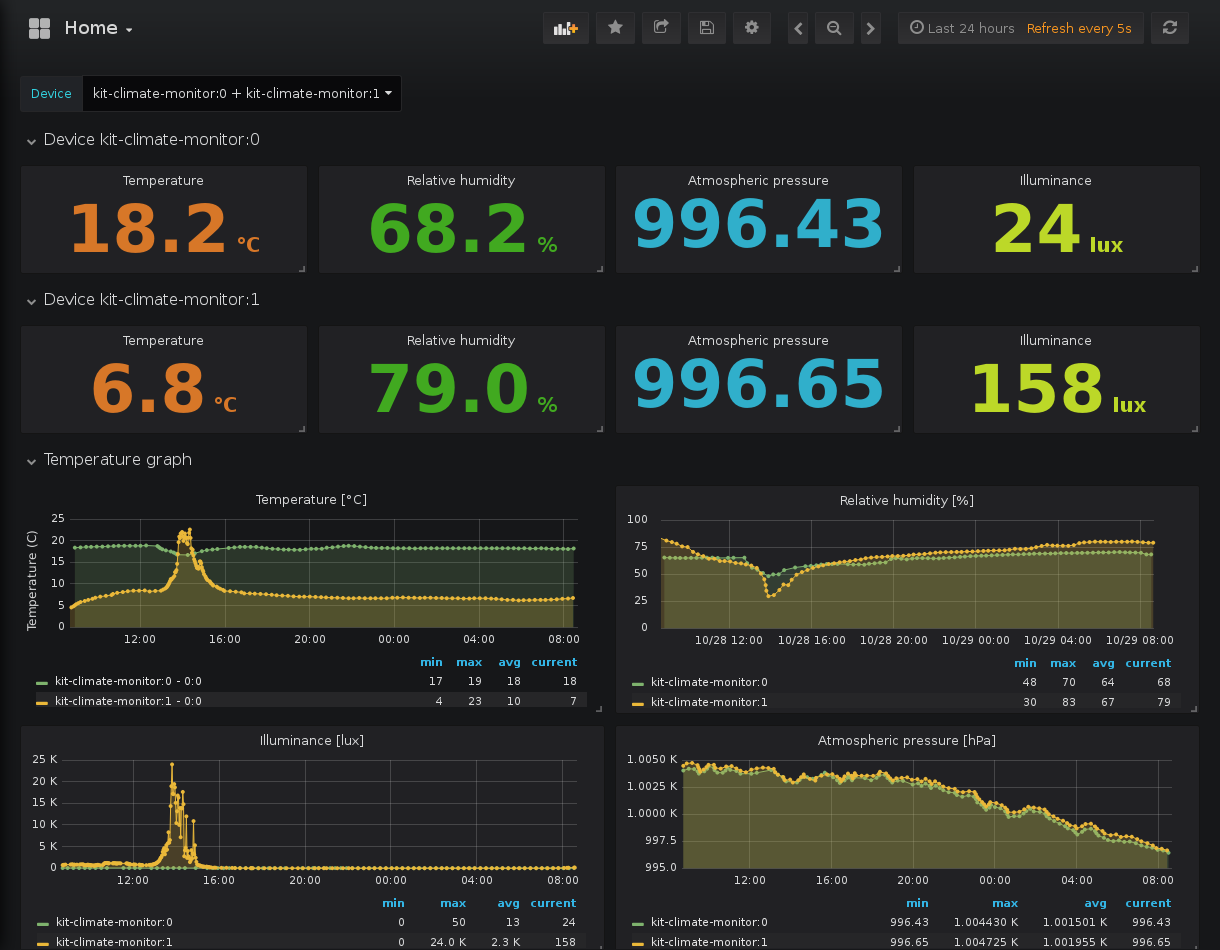 Home
Last 24 hours Refresh every 5s
Device kit-climate-monitor:0 + kit-climate-monitor:1
Device kit-climate-monitor:0
Temperature Relative humidity Atmospheric pressure Illuminance
18.2 °C 68.2 % 996.43 24 lux
Device kit-climate-monitor:1
Temperature Relative humidity Atmospheric pressure Illuminance
6.8 °C 79.0 % 996.65 158 lux
Temperature graph
Temperature [°C]
Temperature (C)
25
20
15
10
5
0
12:00 16:00 20:00 00:00 04:00 08:00
min max avg current
kit-climate-monitor:0 - 0:0 17 19 18 18
kit-climate-monitor:1 - 0:0 4 23 10 7
Relative humidity [%]
100
75
50
25
0
10/28 12:00 10/28 16:00 10/28 20:00 10/29 00:00 10/29 04:00 10/29 08:00
min max avg current
kit-climate-monitor:0 48 70 64 68
kit-climate-monitor:1 30 83 67 79
Illuminance [lux]
25 K
20 K
15 K
10 K
5 K
0
12:00 16:00 20:00 00:00 04:00 08:00
min max avg current
kit-climate-monitor:0 0 50 13 24
kit-climate-monitor:1 0 24.0 K 2.3 K 158
Atmospheric pressure [hPa]
1.0050 K
1.0025 K
1.0000 K
997.5
995.0
12:00 16:00 20:00 00:00 04:00 08:00
min max avg current
kit-climate-monitor:0 996.43 1.004430 K 1.001501 K 996.43
kit-climate-monitor:1 996.65 1.004725 K 1.001955 K 996.65